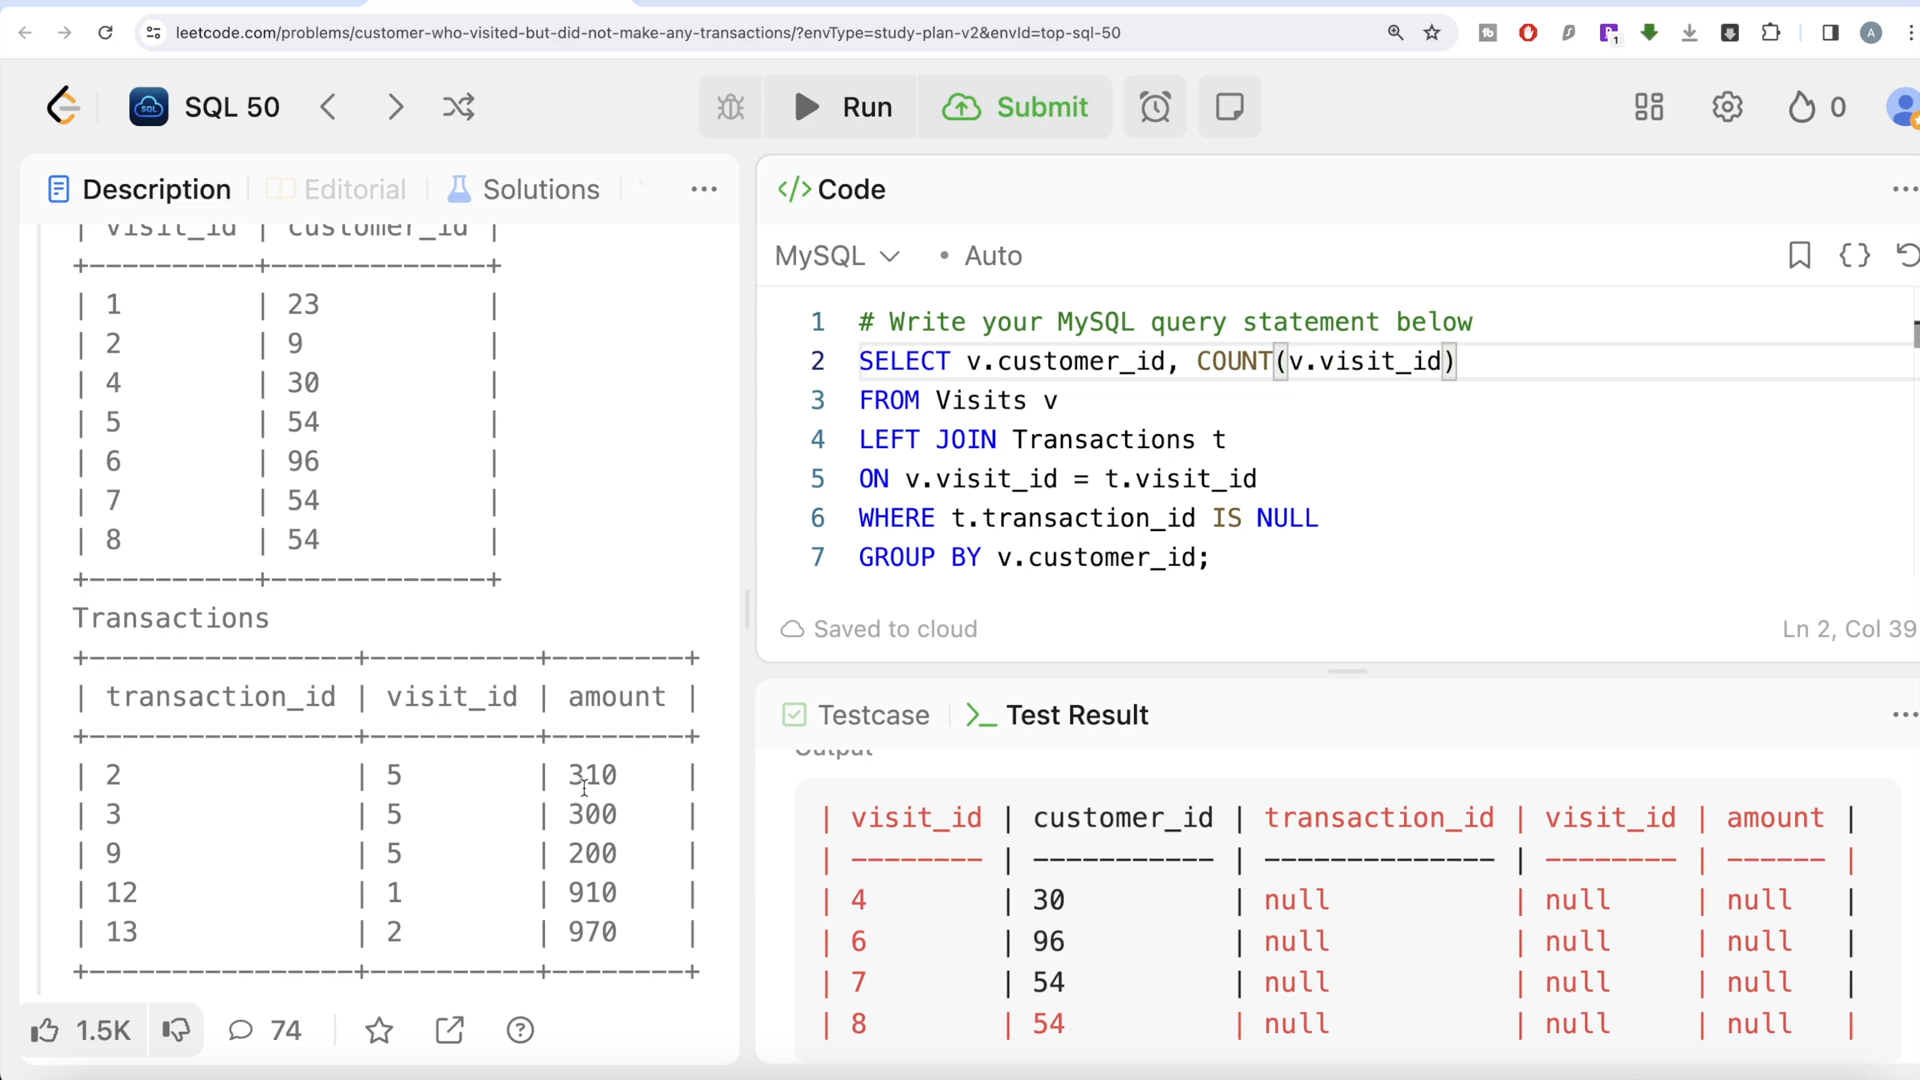 leetcode.com/problems/customer-who-visited-but-did-not-make-any-transactions/?envType=study-plan-v2&envId=top-sql-50
1
A
SQL
SQL 50
Run
Submit
0
Description
Editorial
Solutions
| visit_id | customer_id |
+----------+-------------+
| 1 | 23 |
| 2 | 9 |
| 4 | 30 |
| 5 | 54 |
| 6 | 96 |
| 7 | 54 |
| 8 | 54 |
+----------+-------------+
Transactions
+----------------+----------+--------+
| transaction_id | visit_id | amount |
+----------------+----------+--------+
| 2 | 5 | 310 |
| 3 | 5 | 300 |
| 9 | 5 | 200 |
| 12 | 1 | 910 |
| 13 | 2 | 970 |
+----------------+----------+--------+
1.5K
74
</> Code
MySQL
• Auto
{}
1 # Write your MySQL query statement below
2 SELECT v.customer_id, COUNT(v.visit_id)
3 FROM Visits v
4 LEFT JOIN Transactions t
5 ON v.visit_id = t.visit_id
6 WHERE t.transaction_id IS NULL
7 GROUP BY v.customer_id;
Saved to cloud
Ln 2, Col 39
Testcase
>_ Test Result
Output
| visit_id | customer_id | transaction_id | visit_id | amount |
| -------- | ----------- | -------------- | -------- | ------ |
| 4 | 30 | null | null | null |
| 6 | 96 | null | null | null |
| 7 | 54 | null | null | null |
| 8 | 54 | null | null | null |